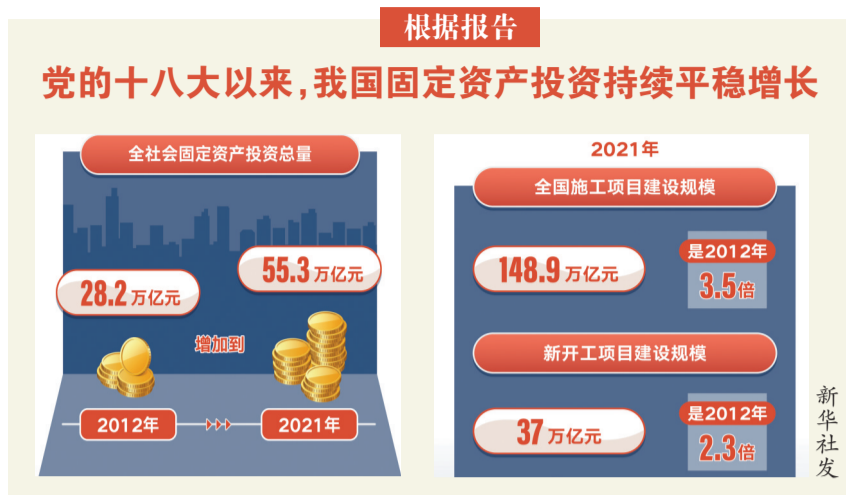 根据报告
党的十八大以来,我国固定资产投资持续平稳增长
全社会固定资产投资总量
28.2万亿元
55.3万亿元
增加到
2012年
2021年
2021年
全国施工项目建设规模
148.9万亿元
是2012年
3.5倍
新开工项目建设规模
37万亿元
是2012年
2.3倍
新华社发